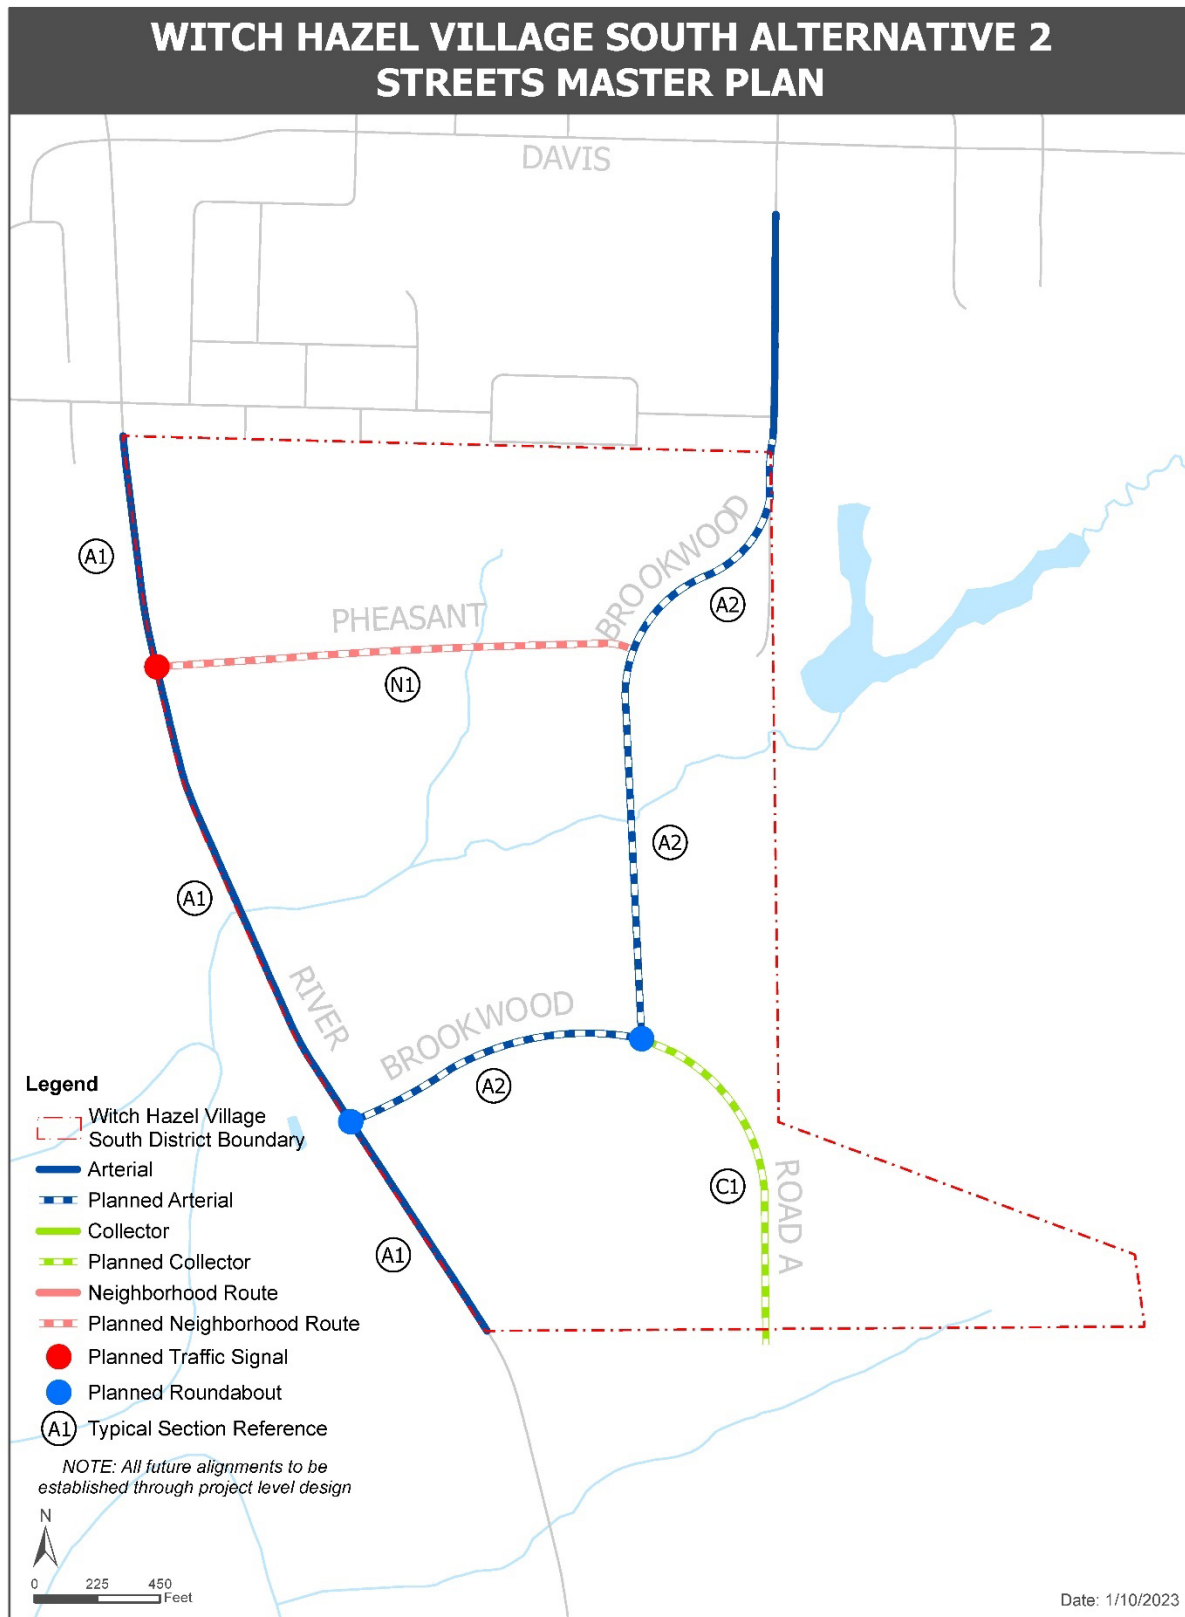 WITCH HAZEL VILLAGE SOUTH ALTERNATIVE 2
STREETS MASTER PLAN
DAVIS
A1
BROOKWOOD
A2
PHEASANT
N1
A2
A1
RIVER
BROOKWOOD
A2
C1
ROAD A
A1
Legend
Witch Hazel Village
South District Boundary
Arterial
Planned Arterial
Collector
Planned Collector
Neighborhood Route
Planned Neighborhood Route
Planned Traffic Signal
Planned Roundabout
A1 Typical Section Reference
NOTE: All future alignments to be
established through project level design
N
0 225 450
Feet
Date: 1/10/2023